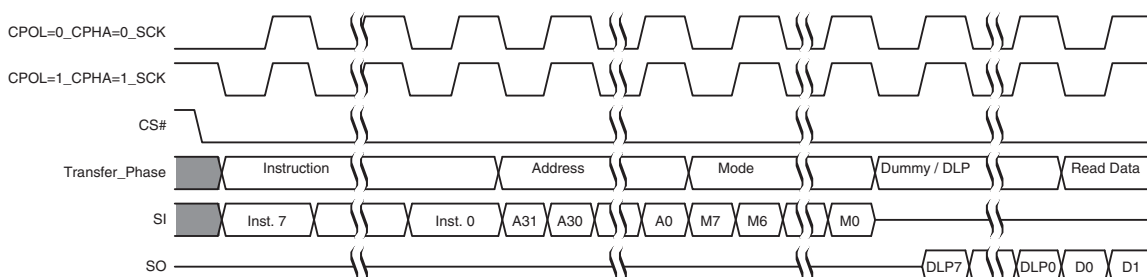 CPOL=0_CPHA=0_SCK
CPOL=1_CPHA=1_SCK
CS#
Transfer_Phase Instruction Address Mode Dummy / DLP Read Data
SI Inst. 7 Inst. 0 A31 A30 A0 M7 M6 M0
SO DLP7 DLP0 D0 D1